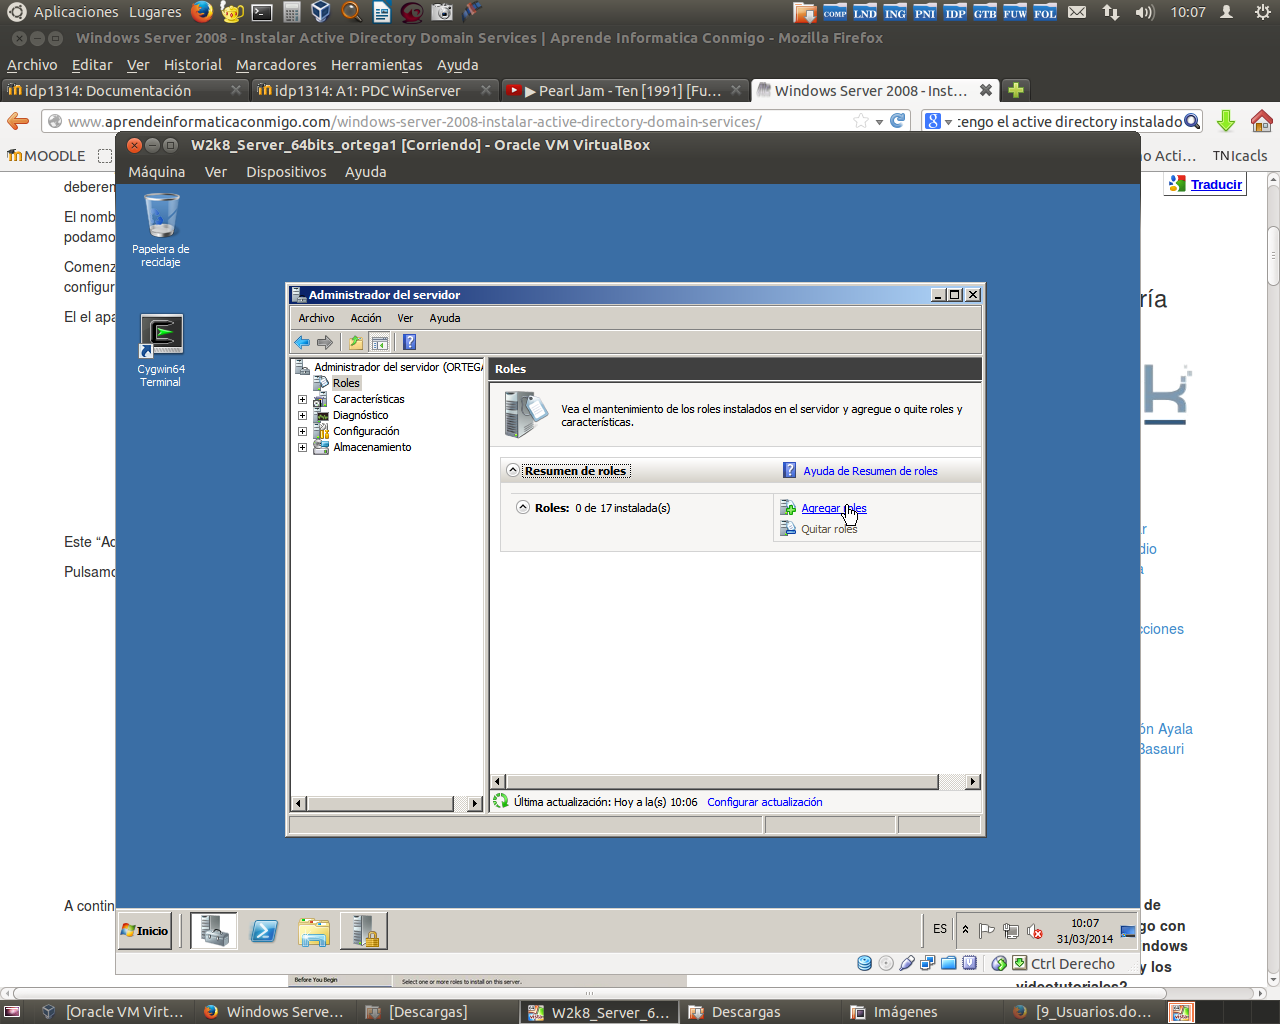 Aplicaciones Lugares COMP LND ING PNI IDP GTB FUW FOL 10:07
Windows Server 2008 - Instalar Active Directory Domain Services | Aprende Informatica Conmigo - Mozilla Firefox
Archivo Editar Ver Historial Marcadores Herramientas Ayuda
idp1314: Documentación
idp1314: A1: PDC WinServer
▶ Pearl Jam - Ten [1991] [Fu...
Windows Server 2008 - Inst...
www.aprendeinformaticaconmigo.com/windows-server-2008-instalar-active-directory-domain-services/
tengo el active directory instalado
MOODLE
Acti...
TN Icacls
W2k8_Server_64bits_ortega1 [Corriendo] - Oracle VM VirtualBox
Máquina Ver Dispositivos Ayuda
Traducir
deberem
El nomb
podamo
Comenz
configur
El el apa
Este “Ac
Pulsamo
A contin
Papelera de
reciclaje
Cygwin64
Terminal
Administrador del servidor
Archivo Acción Ver Ayuda
Administrador del servidor (ORTEGA
Roles
Características
Diagnóstico
Configuración
Almacenamiento
Roles
Vea el mantenimiento de los roles instalados en el servidor y agregue o quite roles y
características.
Resumen de roles
Ayuda de Resumen de roles
Roles: 0 de 17 instalada(s)
Agregar roles
Quitar roles
Última actualización: Hoy a la(s) 10:06 Configurar actualización
ría
k
r
dio
a
cciones
ón Ayala
Basauri
de
go con
ndows
y los
videotutoriales?
Inicio
ES
10:07
31/03/2014
Ctrl Derecho
Before You Begin
Select one or more roles to install on this server.
[Oracle VM Virt...
Windows Serve...
[Descargas]
W2k8_Server_6...
Descargas
Imágenes
[9_Usuarios.do...